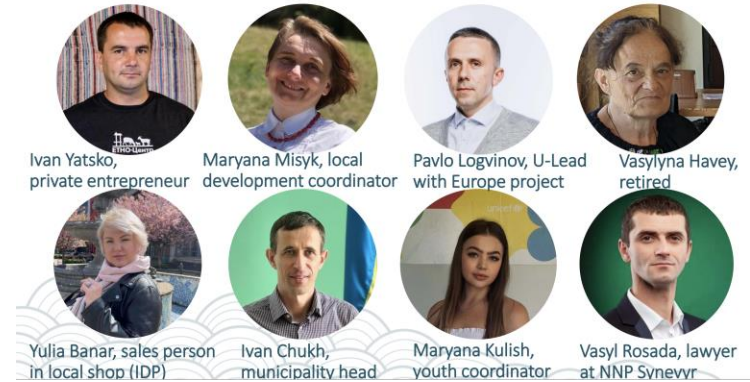 ЕТНО-Центр
Ivan Yatsko,
private entrepreneur
Maryana Misyk, local
development coordinator
Pavlo Logvinov, U-Lead
with Europe project
Vasylyna Havey,
retired
Yulia Banar, sales person
in local shop (IDP)
Ivan Chukh,
municipality head
Maryana Kulish,
youth coordinator
Vasyl Rosada, lawyer
at NNP Synevyr